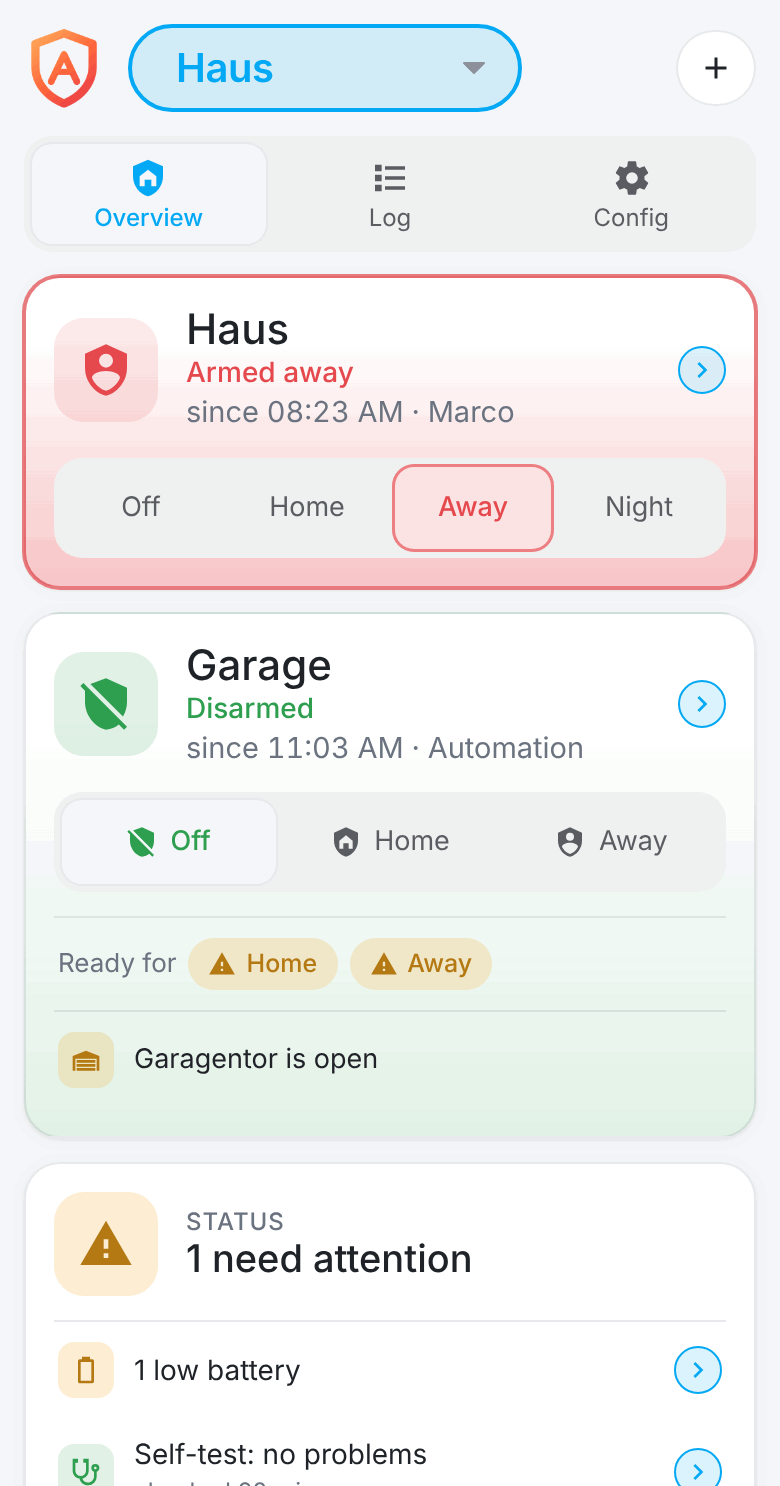 Haus
Overview
Log
Config
Haus
Armed away
since 08:23 AM · Marco
Off
Home
Away
Night
Garage
Disarmed
since 11:03 AM · Automation
Off
Home
Away
Ready for
Home
Away
Garagentor is open
STATUS
1 need attention
1 low battery
Self-test: no problems